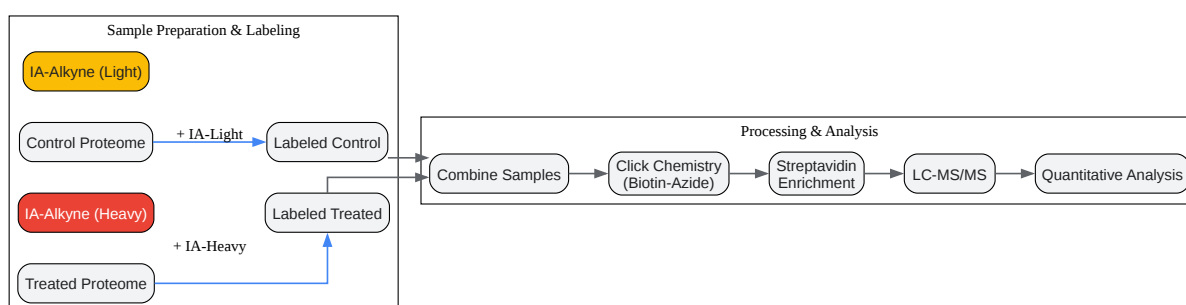 Sample Preparation & Labeling
IA-Alkyne (Light)
Control Proteome
+ IA-Light
Labeled Control
IA-Alkyne (Heavy)
Labeled Treated
+ IA-Heavy
Treated Proteome
Processing & Analysis
Combine Samples
Click Chemistry
(Biotin-Azide)
Streptavidin
Enrichment
LC-MS/MS
Quantitative Analysis